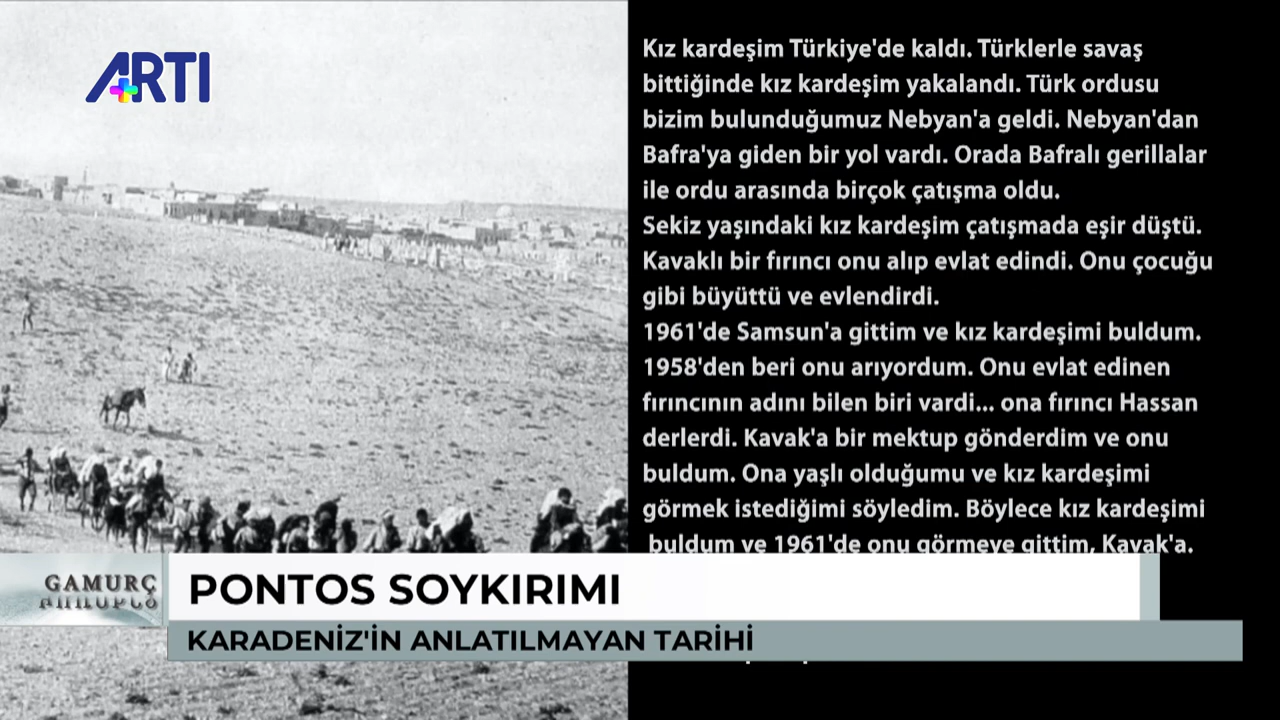 ARTI
Kız kardeşim Türkiye'de kaldı. Türklerle savaş
bittiğinde kız kardeşim yakalandı. Türk ordusu
bizim bulunduğumuz Nebyan'a geldi. Nebyan'dan
Bafra'ya giden bir yol vardı. Orada Bafralı gerillalar
ile ordu arasında birçok çatışma oldu.
Sekiz yaşındaki kız kardeşim çatışmada eşir düştü.
Kavaklı bir fırıncı onu alıp evlat edindi. Onu çocuğu
gibi büyüttü ve evlendirdi.
1961'de Samsun'a gittim ve kız kardeşimi buldum.
1958'den beri onu arıyordum. Onu evlat edinen
fırıncının adını bilen biri vardi... ona fırıncı Hassan
derlerdi. Kavak'a bir mektup gönderdim ve onu
buldum. Ona yaşlı olduğumu ve kız kardeşimi
görmek istediğimi söyledim. Böylece kız kardeşimi
buldum ve 1961'de onu görmeye gittim, Kavak'a.
GAMURÇ
PONTOS SOYKIRIMI
KARADENİZ'İN ANLATILMAYAN TARİHİ